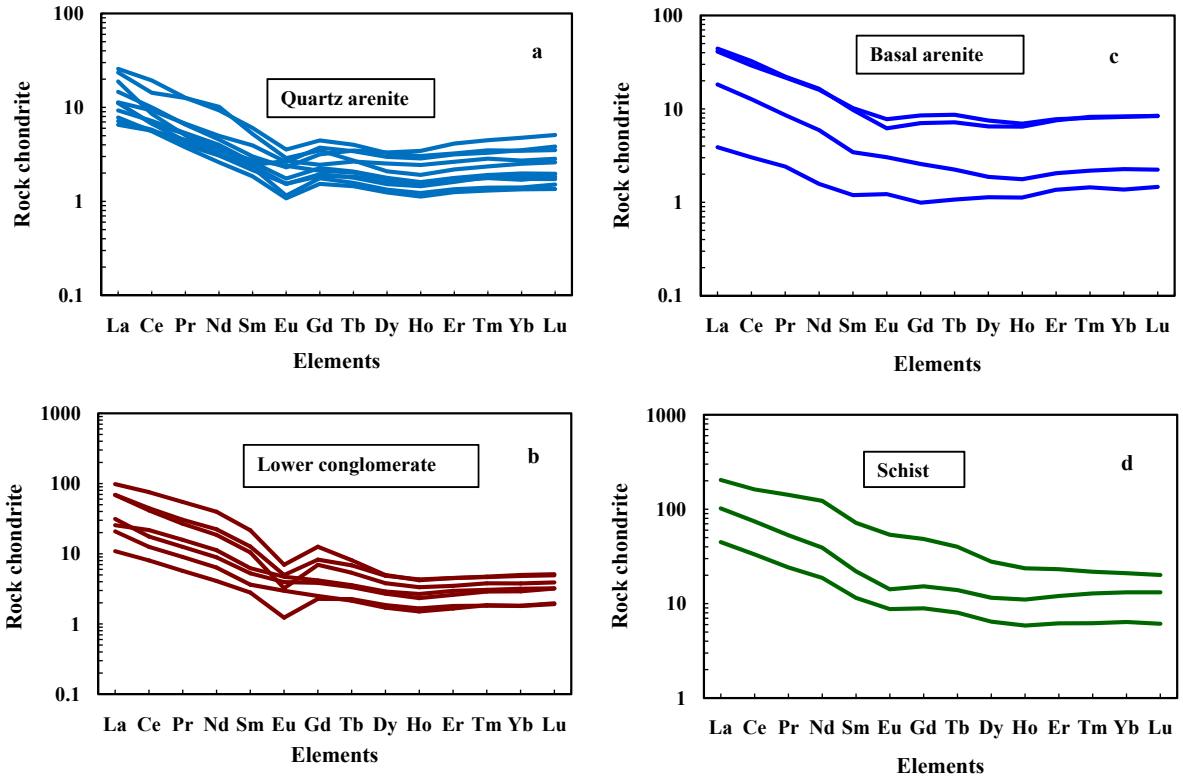 100
10
1
0.1
Rock chondrite
a
Quartz arenite
La Ce Pr Nd Sm Eu Gd Tb Dy Ho Er Tm Yb Lu
Elements
100
10
1
0.1
Rock chondrite
c
Basal arenite
La Ce Pr Nd Sm Eu Gd Tb Dy Ho Er Tm Yb Lu
Elements
1000
100
10
1
0.1
Rock chondrite
b
Lower conglomerate
La Ce Pr Nd Sm Eu Gd Tb Dy Ho Er Tm Yb Lu
Elements
1000
100
10
1
Rock chondrite
d
Schist
La Ce Pr Nd Sm Eu Gd Tb Dy Ho Er Tm Yb Lu
Elements